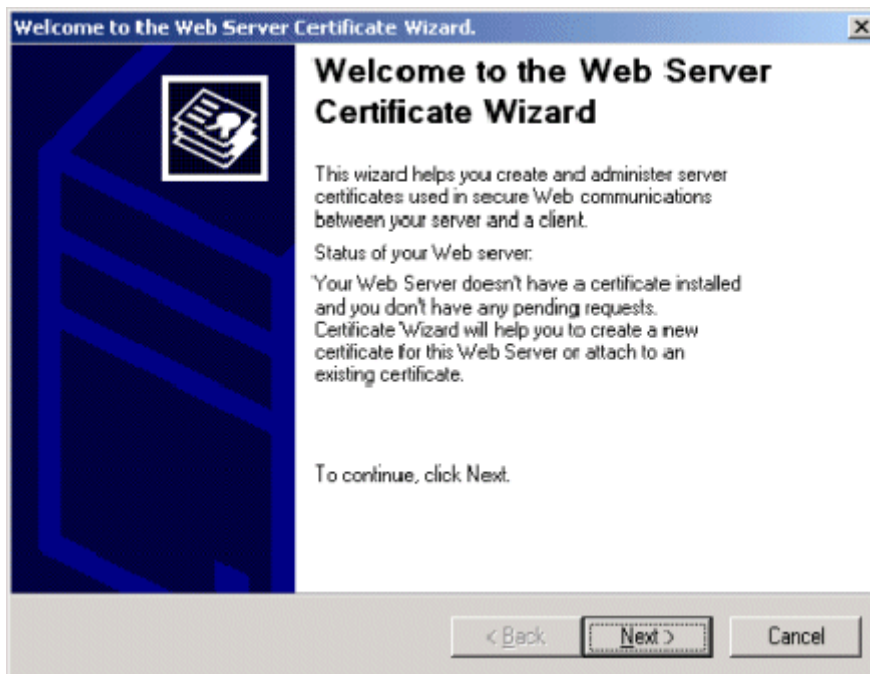 Welcome to the Web Server Certificate Wizard.
Welcome to the Web Server
Certificate Wizard
This wizard helps you create and administer server
certificates used in secure Web communications
between your server and a client.
Status of your Web server:
Your Web Server doesn't have a certificate installed
and you don't have any pending requests.
Certificate Wizard will help you to create a new
certificate for this Web Server or attach to an
existing certificate.
To continue, click Next.
< Back Next > Cancel